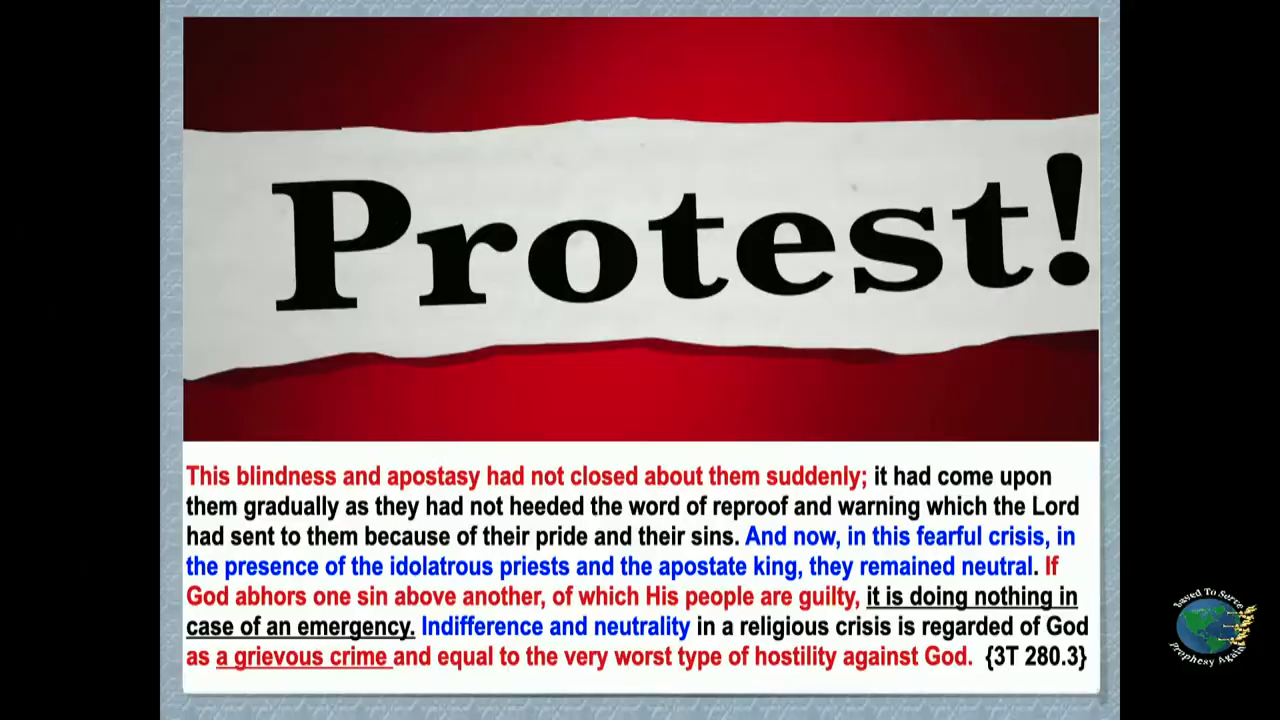 Protest!
This blindness and apostasy had not closed about them suddenly; it had come upon
them gradually as they had not heeded the word of reproof and warning which the Lord
had sent to them because of their pride and their sins. And now, in this fearful crisis, in
the presence of the idolatrous priests and the apostate king, they remained neutral. If
God abhors one sin above another, of which His people are guilty, it is doing nothing in
case of an emergency. Indifference and neutrality in a religious crisis is regarded of God
as a grievous crime and equal to the very worst type of hostility against God. {3T 280.3}
To Serve
Prophesy Again